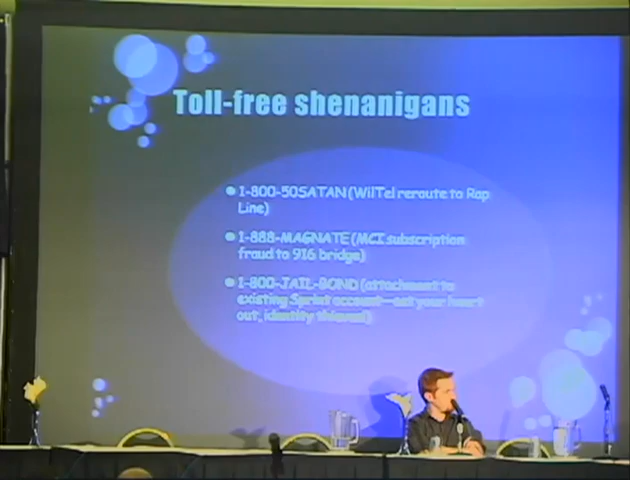 Toll-free shenanigans
1-800-50SATAN (WilTel reroute to Rap
Line)
1-888-MAGNATE (MCI subscription
fraud to 916 bridge)
1-800-JAIL-BOND (attachment to
existing Sprint account—eat your heart
out, identity thieves!)